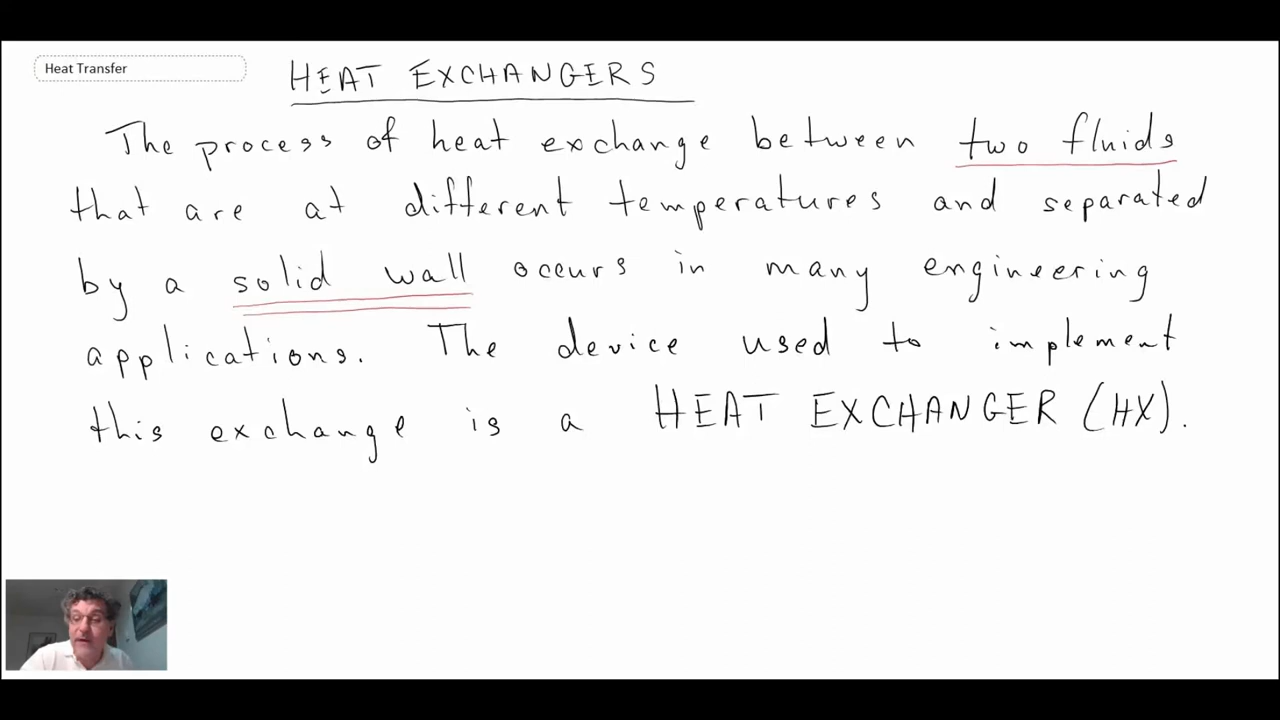 Heat Transfer
HEAT EXCHANGERS
The process of heat exchange between two fluids
that are at different temperatures and separated
by a solid wall occurs in many engineering
applications. The device used to implement
this exchange is a HEAT EXCHANGER (HX).